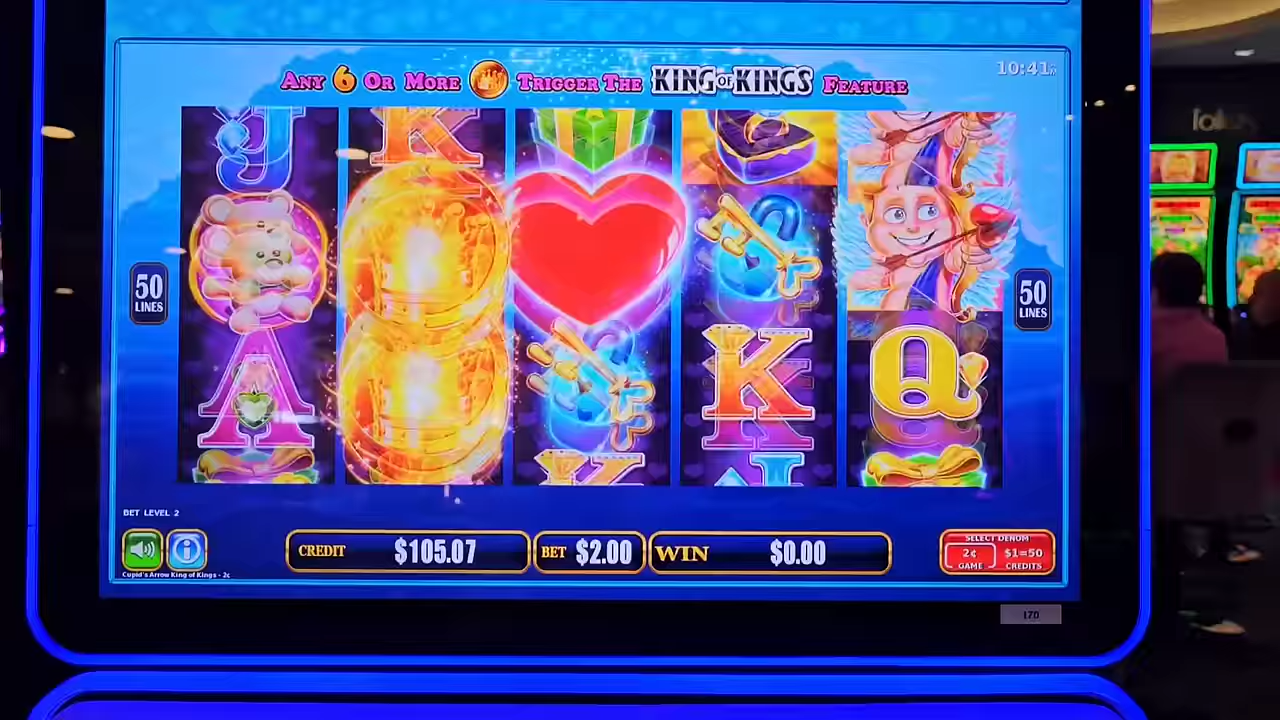 ANY 6 OR MORE TRIGGER THE KING OF KINGS FEATURE
10:41
J
K
50
LINES
50
LINES
A
K
Q
K
J
BET LEVEL 2
CREDIT $105.07
BET $2.00
WIN $0.00
SELECT DENOM
2¢ $1=50
GAME CREDITS
Cupid's Arrow King of Kings - 2c
170